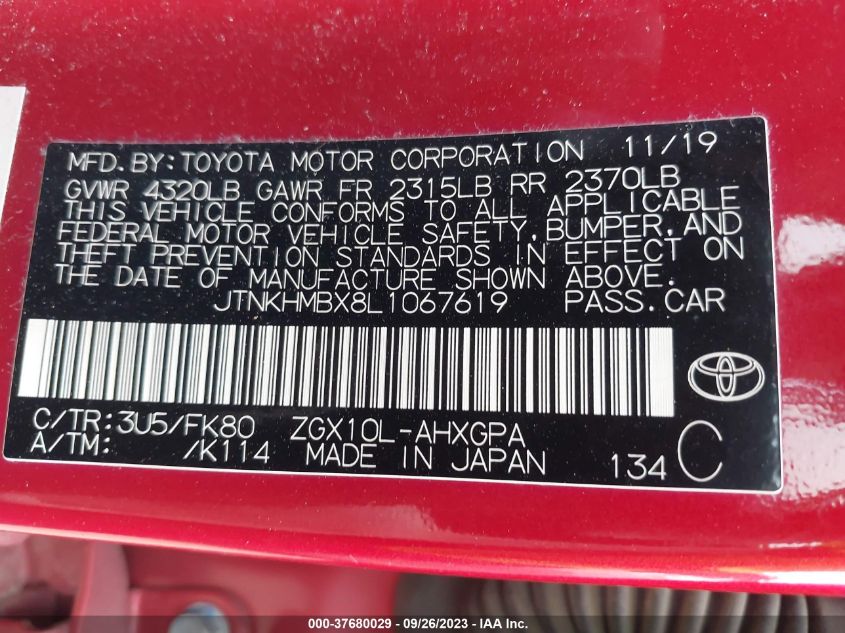 MFD. BY: TOYOTA MOTOR CORPORATION 11/19
GVWR 4320LB GAWR FR 2315LB RR 2370LB
THIS VEHICLE CONFORMS TO ALL APPLICABLE
FEDERAL MOTOR VEHICLE SAFETY, BUMPER, AND
THEFT PREVENTION STANDARDS IN EFFECT ON
THE DATE OF MANUFACTURE SHOWN ABOVE.
JTNKHMBX8L1067619 PASS.CAR
C/TR: 3U5/FK80 ZGX10L-AHXGPA
A/TM: /K114 MADE IN JAPAN 134 C
000-37680029 - 09/26/2023 - IAA Inc.